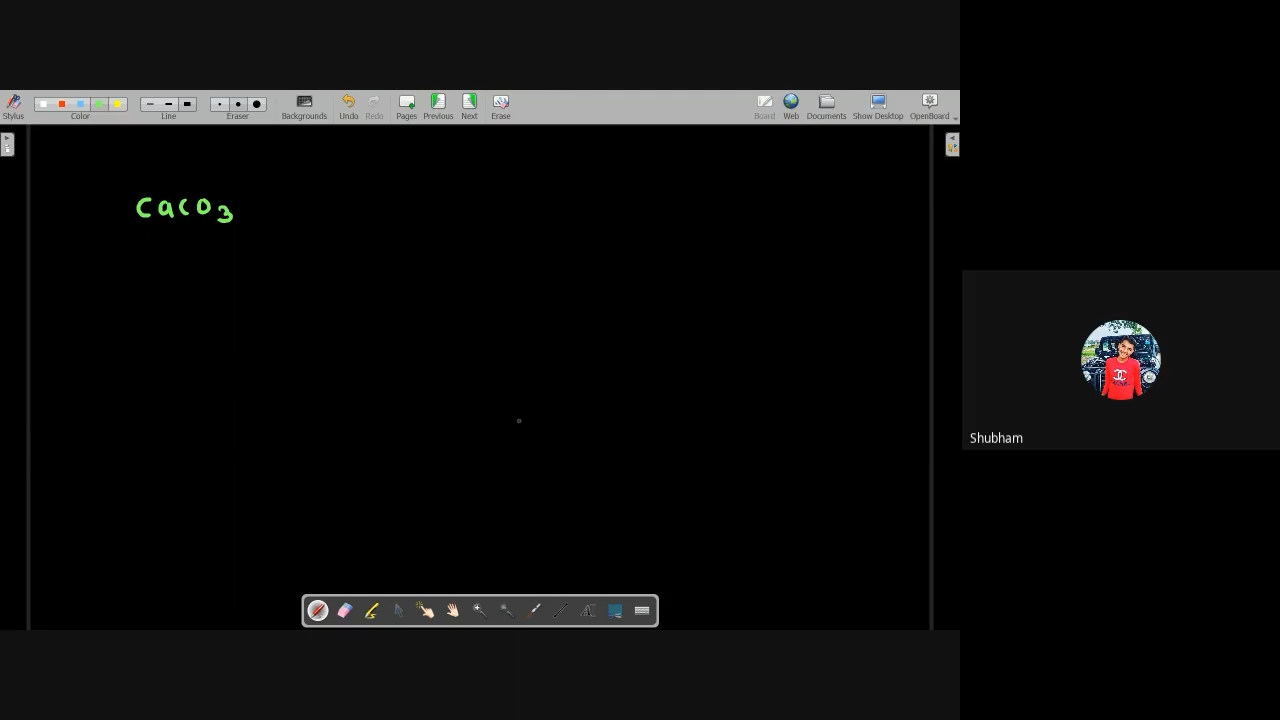 Stylus Color Line Eraser Backgrounds Undo Redo Pages Previous Next Erase Board Web Documents Show Desktop OpenBoard
CaCO3
Shubham